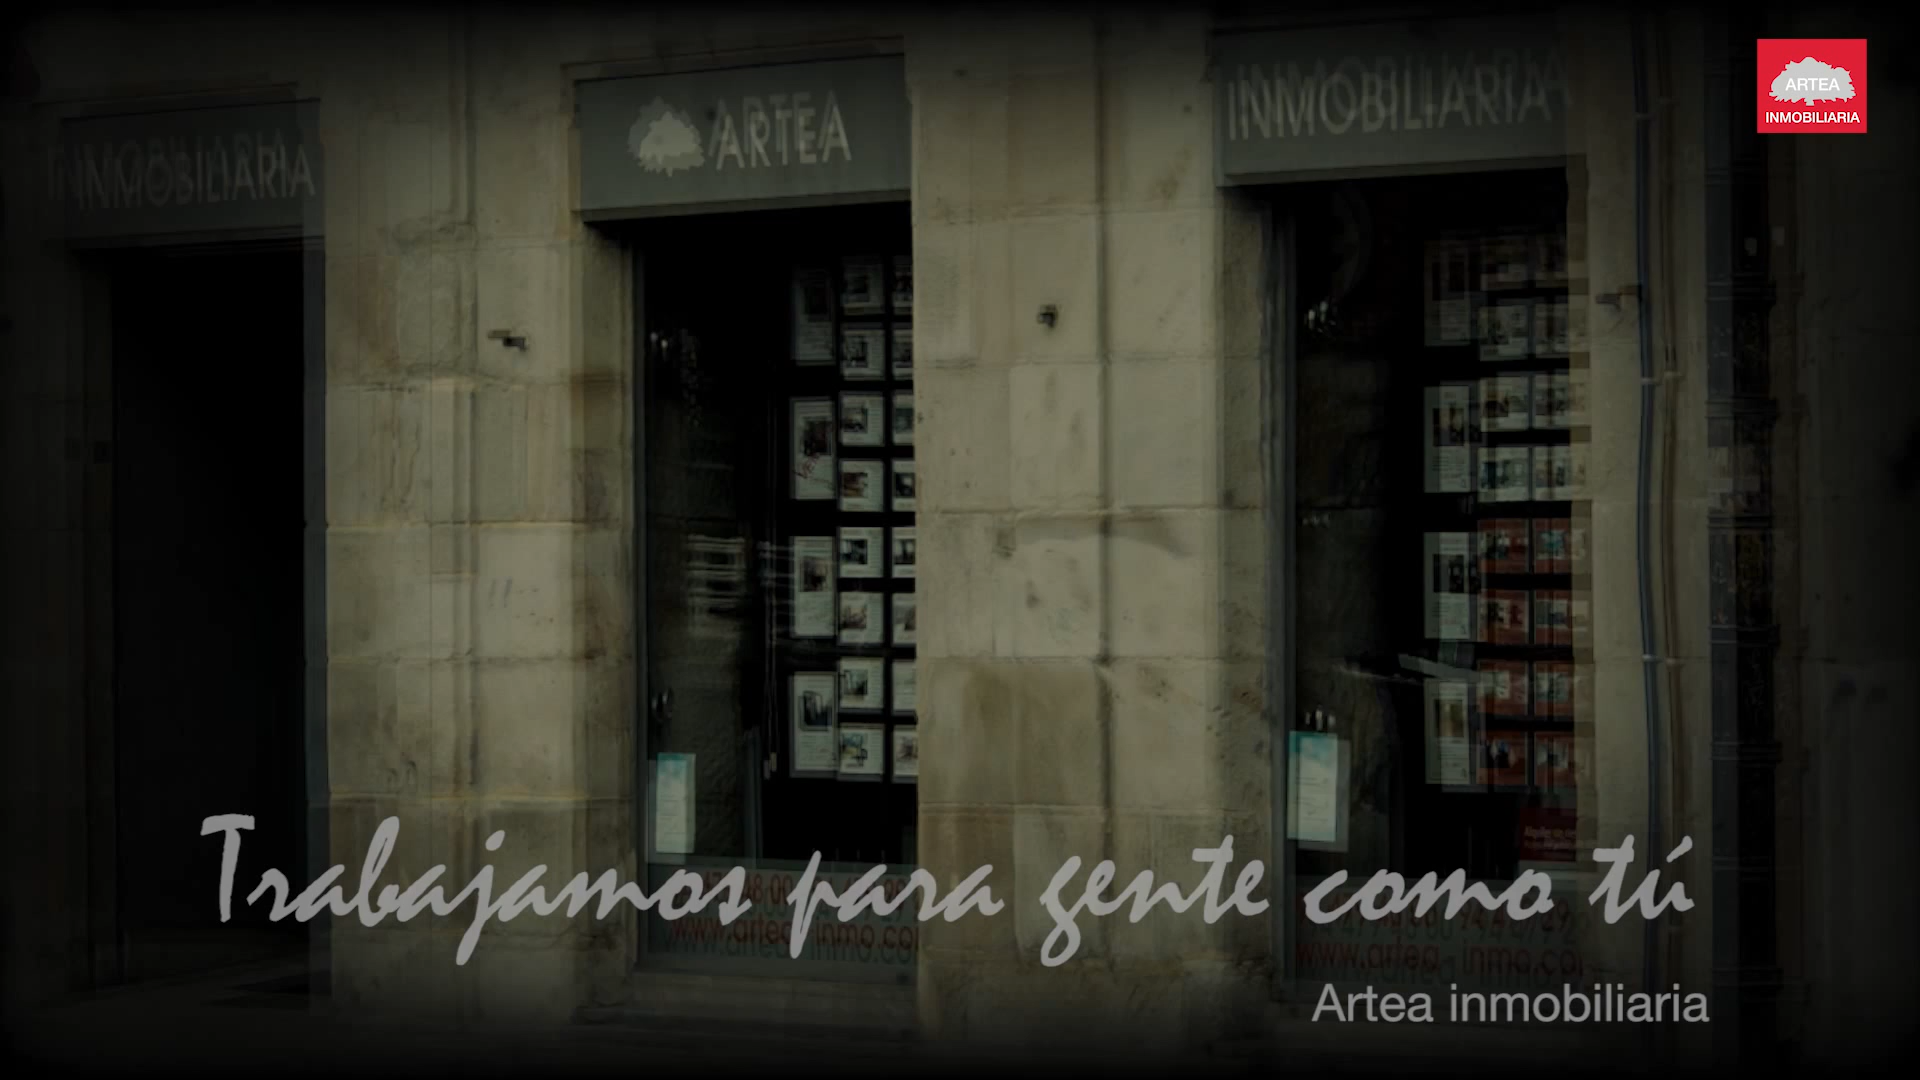 INMOBILIARIA
ARTEA
INMOBILIARIA
ARTEA
INMOBILIARIA
Trabajamos para gente como tú
Artea inmobiliaria